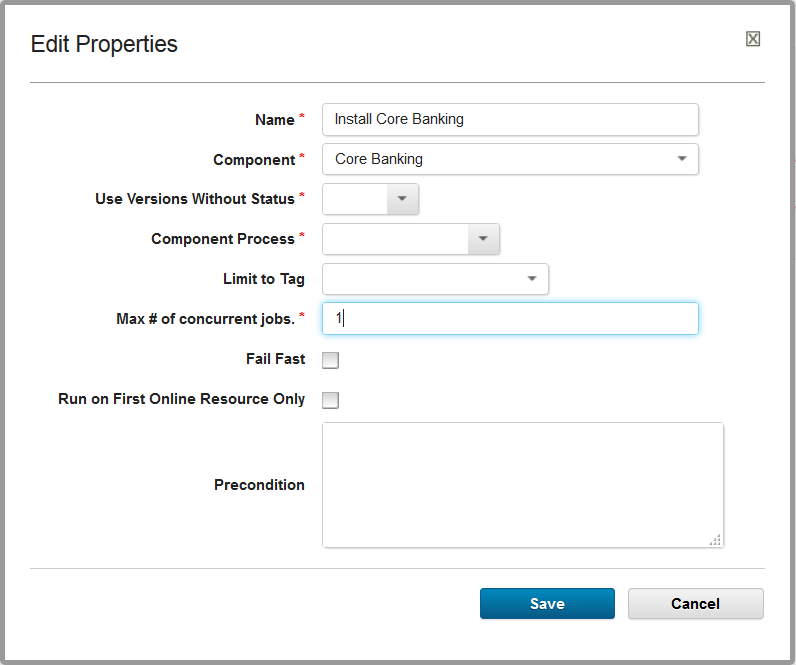 Edit Properties
Name * Install Core Banking
Component * Core Banking
Use Versions Without Status *
Component Process *
Limit to Tag
Max # of concurrent jobs. * 1
Fail Fast
Run on First Online Resource Only
Precondition
Save Cancel